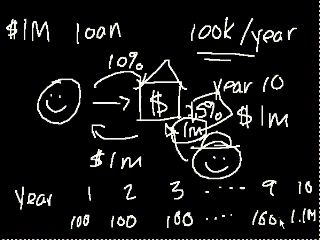 $1M loan 100k/year
10%
year 10
$ 15% $1M
1M
$1m
year 1 2 3 ..... 9 10
100 100 100 .... 100 1.1M